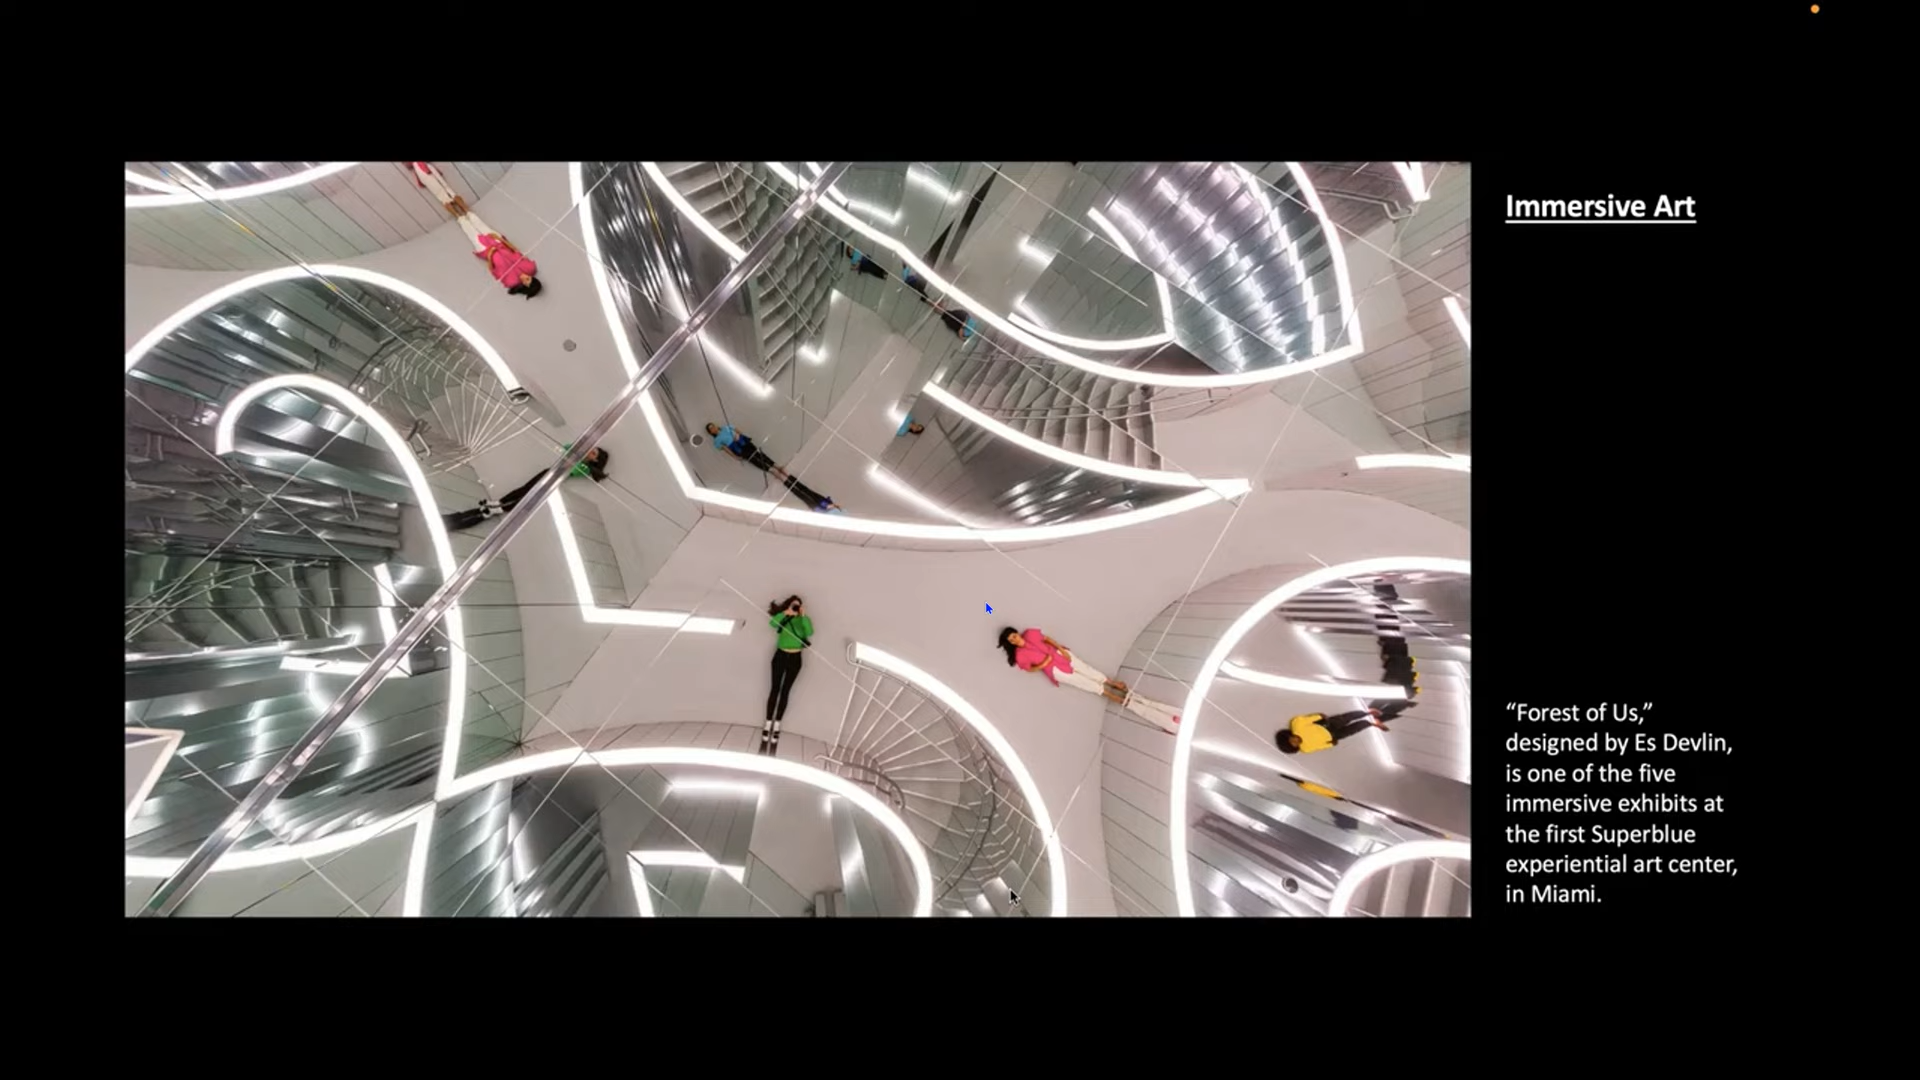 Immersive Art
“Forest of Us,”
designed by Es Devlin,
is one of the five
immersive exhibits at
the first Superblue
experiential art center,
in Miami.